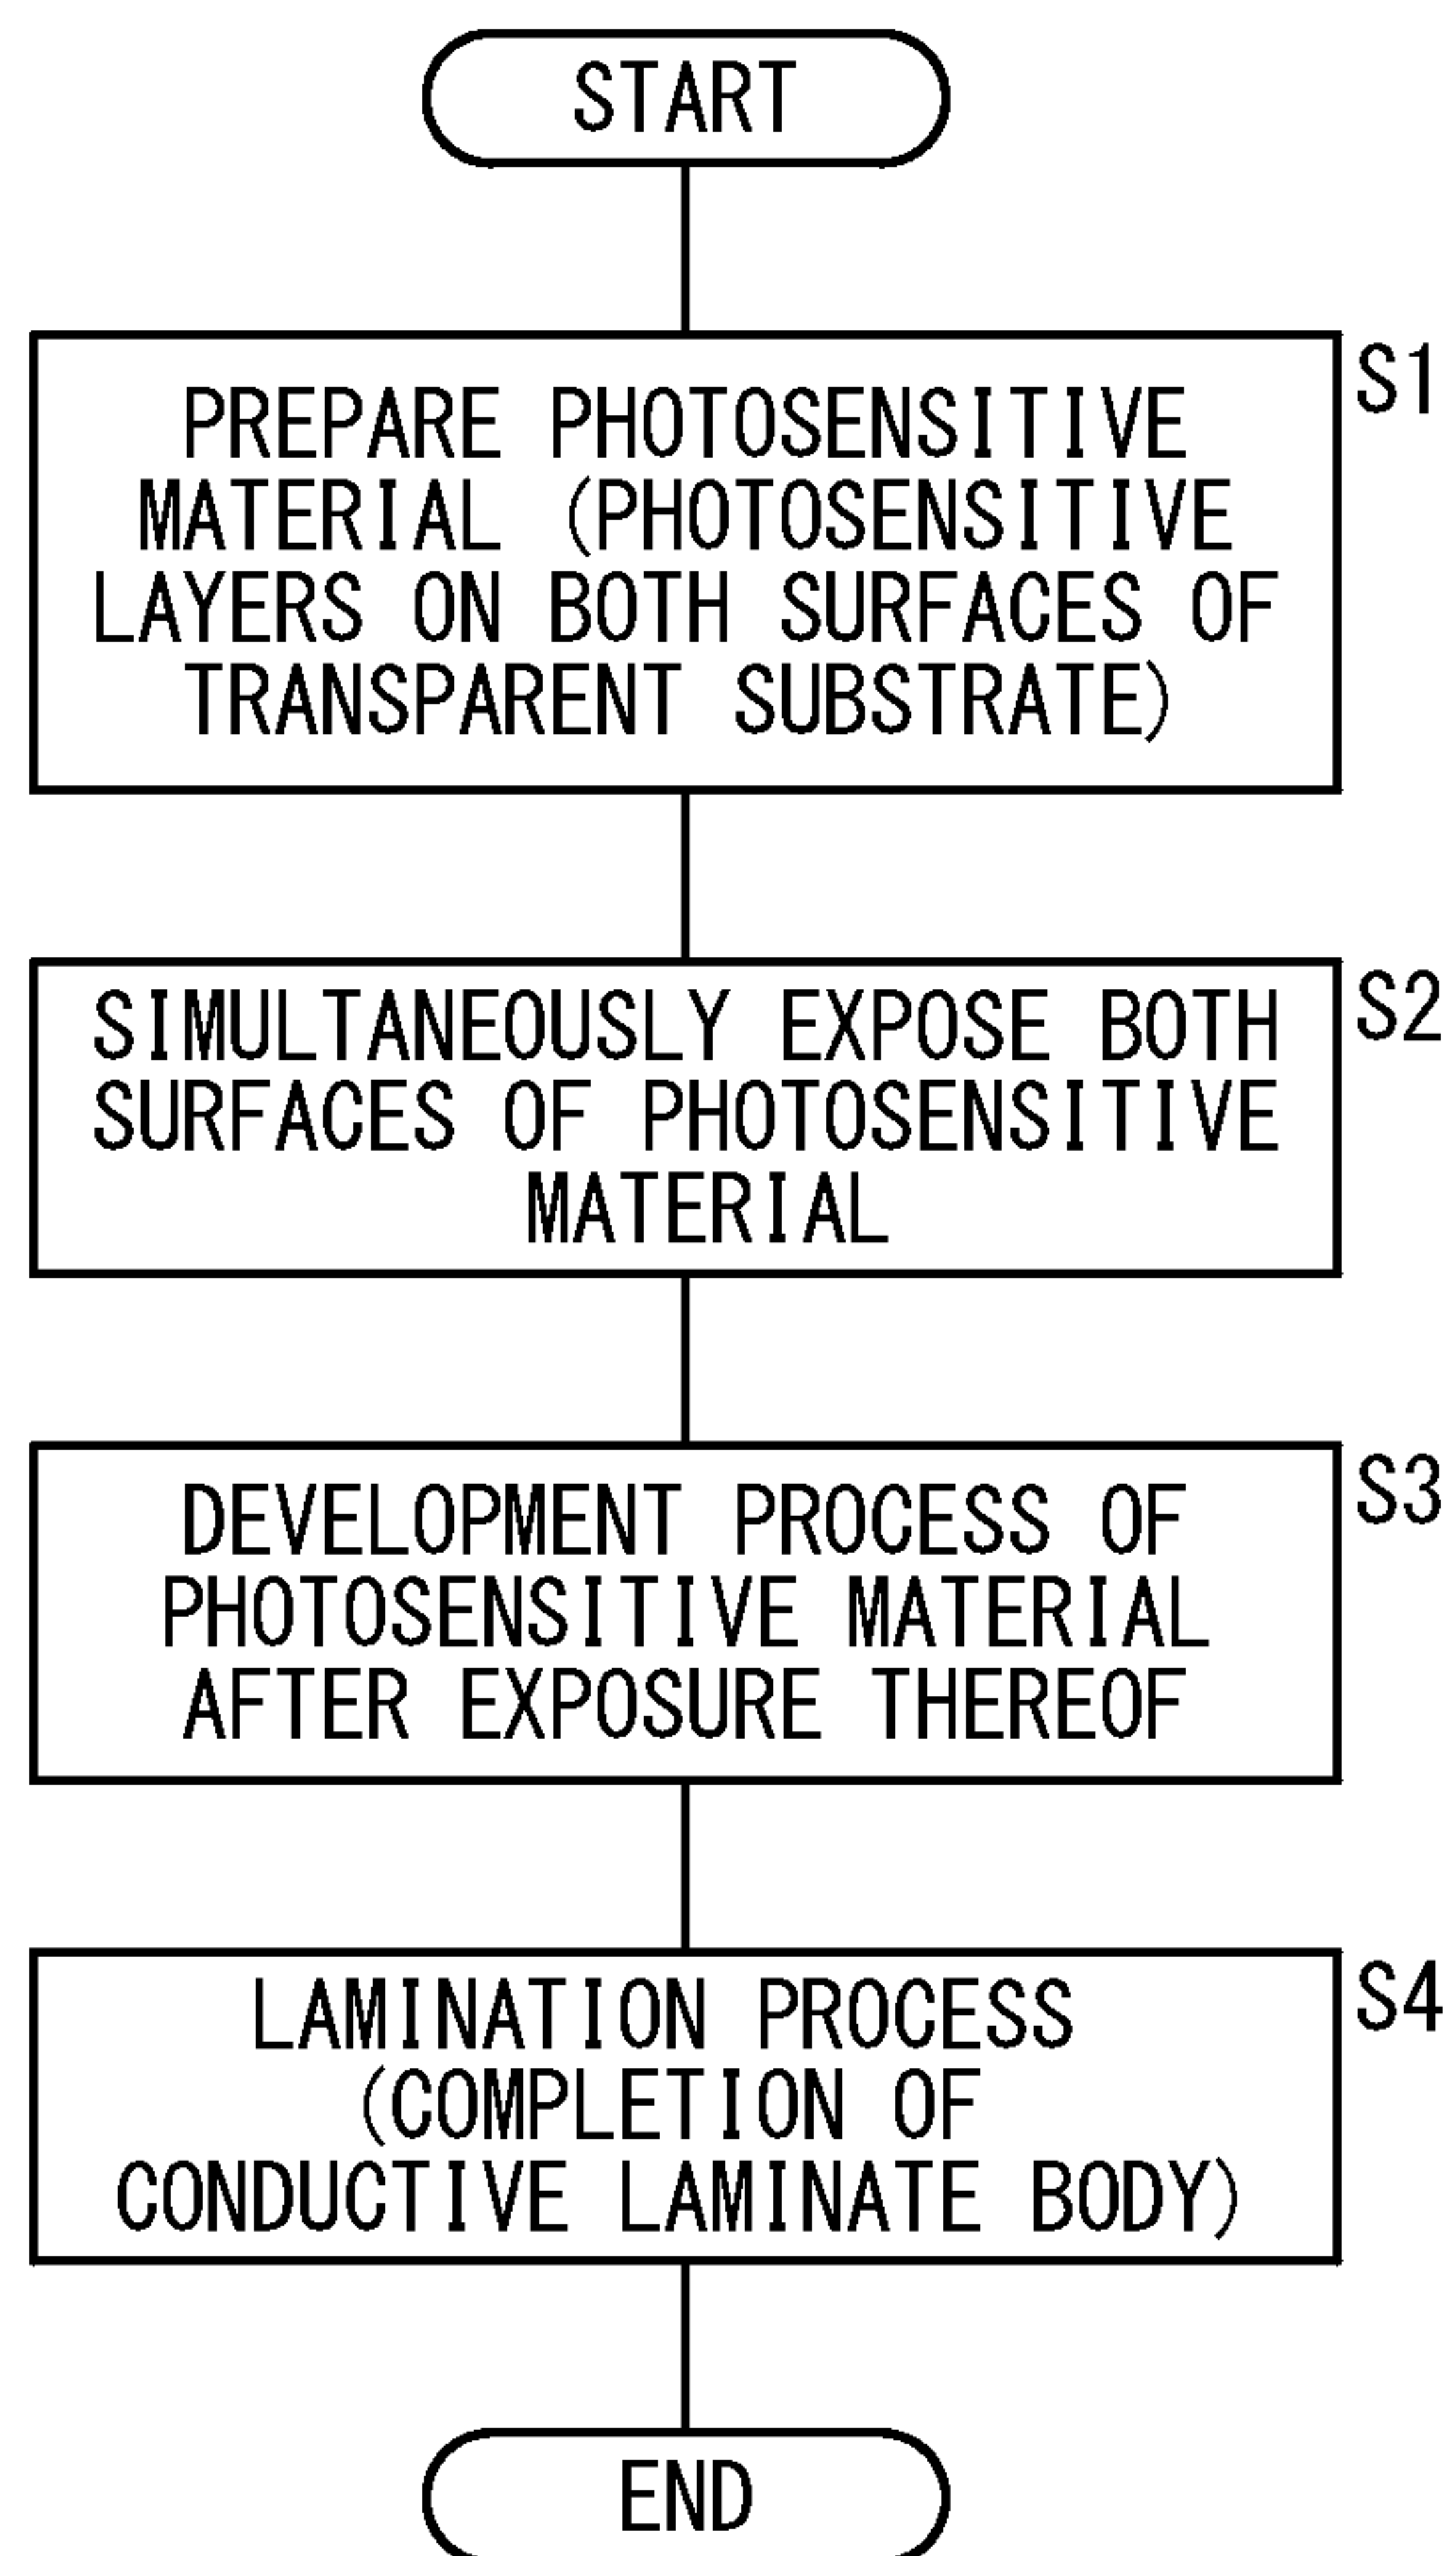 START
S1
PREPARE PHOTOSENSITIVE
MATERIAL (PHOTOSENSITIVE
LAYERS ON BOTH SURFACES OF
TRANSPARENT SUBSTRATE)
S2
SIMULTANEOUSLY EXPOSE BOTH
SURFACES OF PHOTOSENSITIVE
MATERIAL
S3
DEVELOPMENT PROCESS OF
PHOTOSENSITIVE MATERIAL
AFTER EXPOSURE THEREOF
S4
LAMINATION PROCESS
(COMPLETION OF
CONDUCTIVE LAMINATE BODY)
END